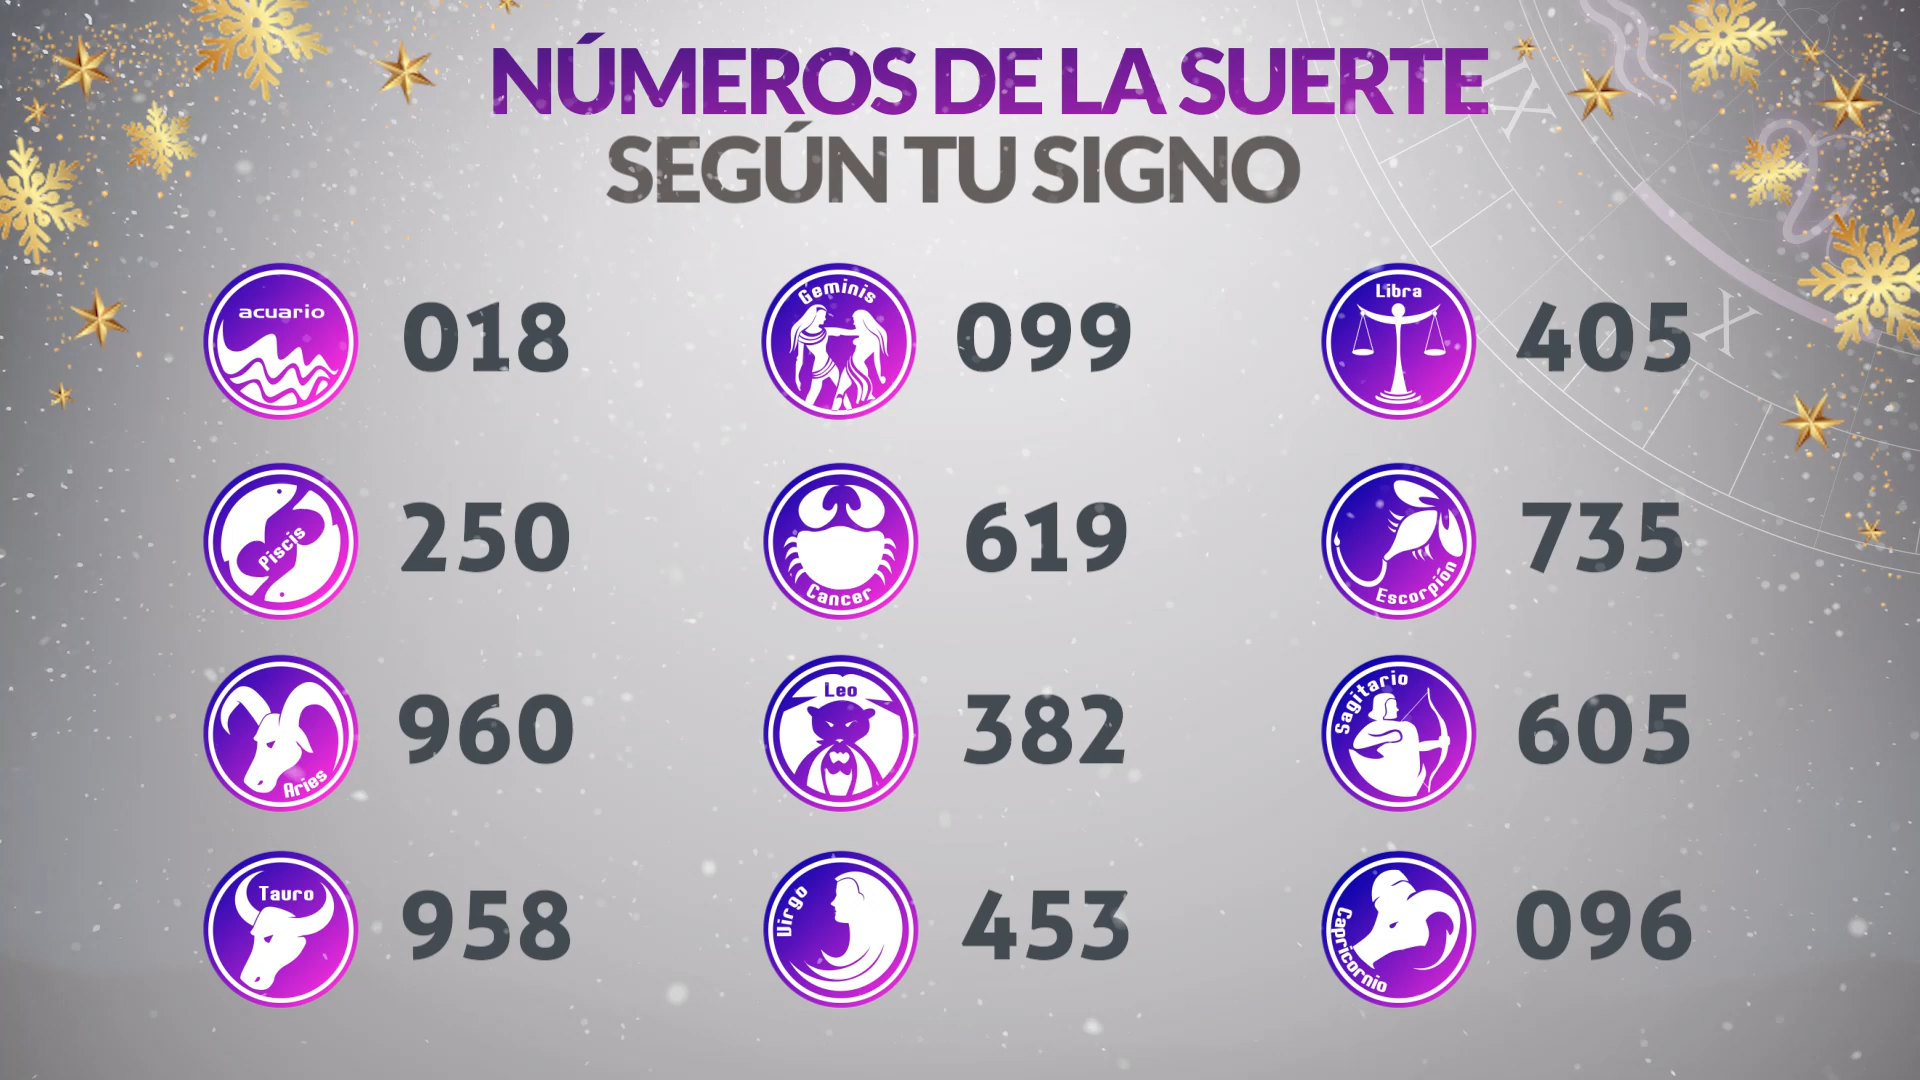 NÚMEROS DE LA SUERTE
SEGÚN TU SIGNO
acuario 018
Geminis 099
Libra 405
Piscis 250
Cancer 619
Escorpión 735
Aries 960
Leo 382
Sagitario 605
Tauro 958
Virgo 453
Capricornio 096